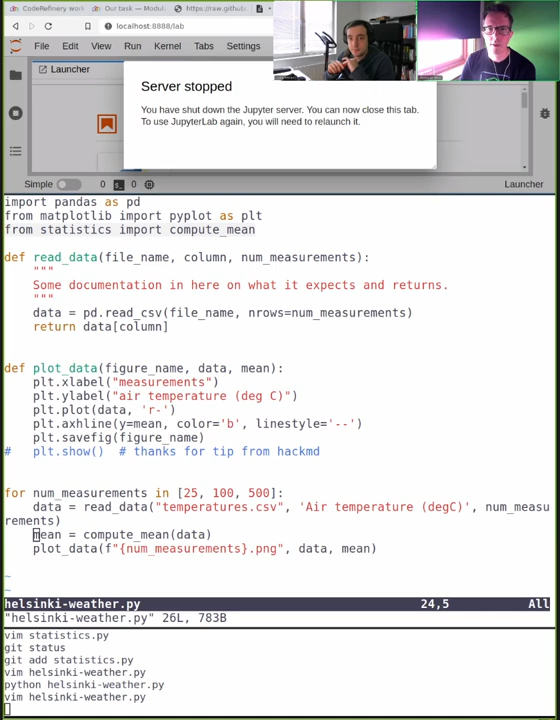 CodeRefinery w
Our task — Modul
https://raw.github.
localhost:8888/lab
File Edit View Run Kernel Tabs Settings
Launcher
Server stopped
You have shut down the Jupyter server. You can now close this tab.
To use JupyterLab again, you will need to relaunch it.
Simple 0 0 Launcher
import pandas as pd
from matplotlib import pyplot as plt
from statistics import compute_mean
def read_data(file_name, column, num_measurements):
"""
Some documentation in here on what it expects and returns.
"""
data = pd.read_csv(file_name, nrows=num_measurements)
return data[column]
def plot_data(figure_name, data, mean):
plt.xlabel("measurements")
plt.ylabel("air temperature (deg C)")
plt.plot(data, 'r-')
plt.axhline(y=mean, color='b', linestyle='--')
plt.savefig(figure_name)
#   plt.show()  # thanks for tip from hackmd
for num_measurements in [25, 100, 500]:
data = read_data("temperatures.csv", 'Air temperature (degC)', num_measu
rements)
mean = compute_mean(data)
plot_data(f"{num_measurements}.png", data, mean)
~
~
helsinki-weather.py 24,5 All
"helsinki-weather.py" 26L, 783B
vim statistics.py
git status
git add statistics.py
vim helsinki-weather.py
python helsinki-weather.py
vim helsinki-weather.py